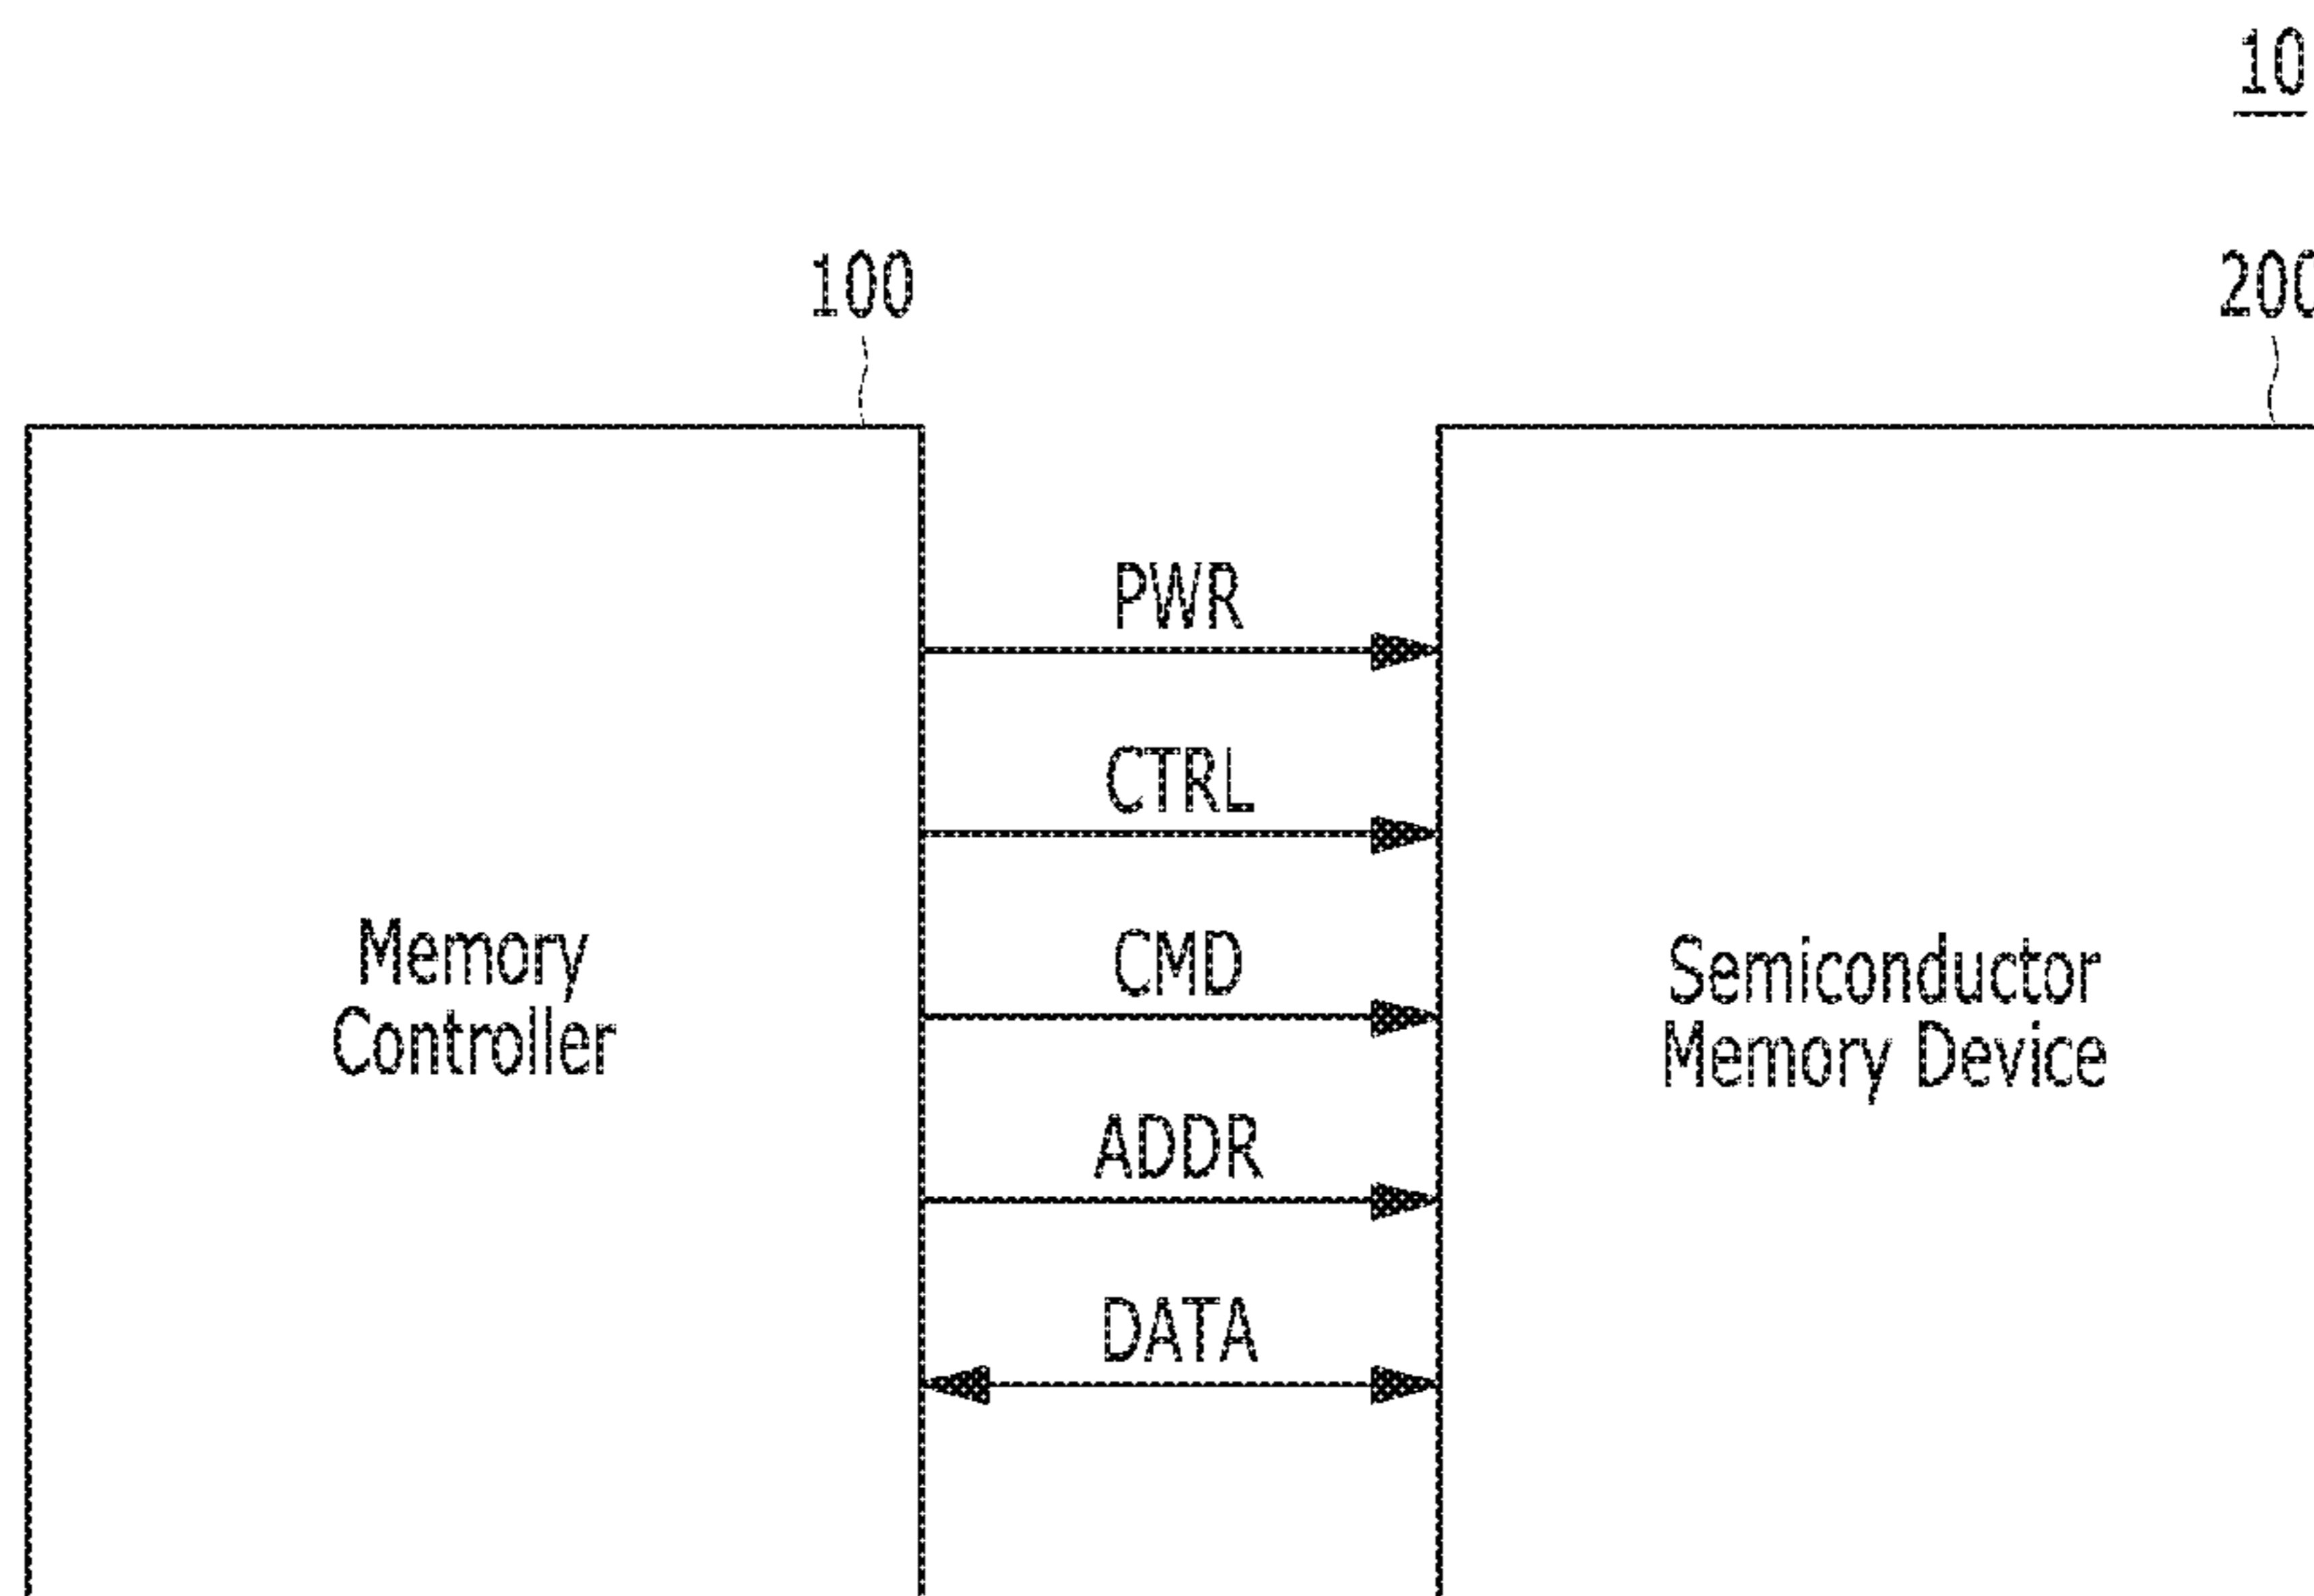 10
100
200
PWR
CTRL
Memory
Controller
CMD
Semiconductor
Memory Device
ADDR
DATA